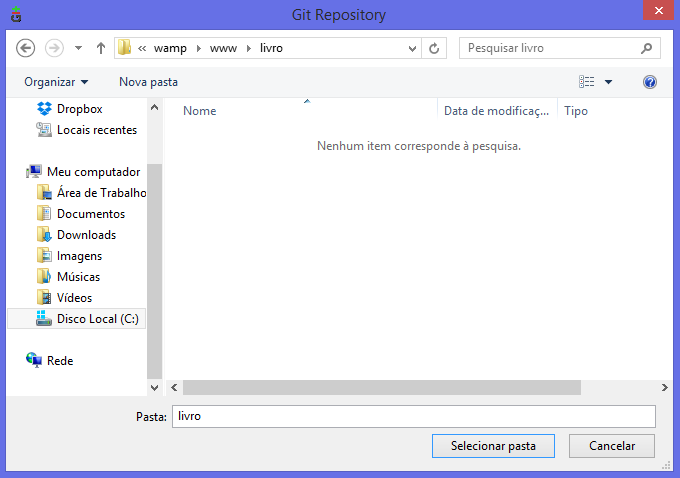 Git Repository
« wamp www livro
Pesquisar livro
Organizar Nova pasta
Nome Data de modificaç... Tipo
Nenhum item corresponde à pesquisa.
Dropbox
Locais recentes
Meu computador
Área de Trabalho
Documentos
Downloads
Imagens
Músicas
Vídeos
Disco Local (C:)
Rede
Pasta: livro
Selecionar pasta Cancelar